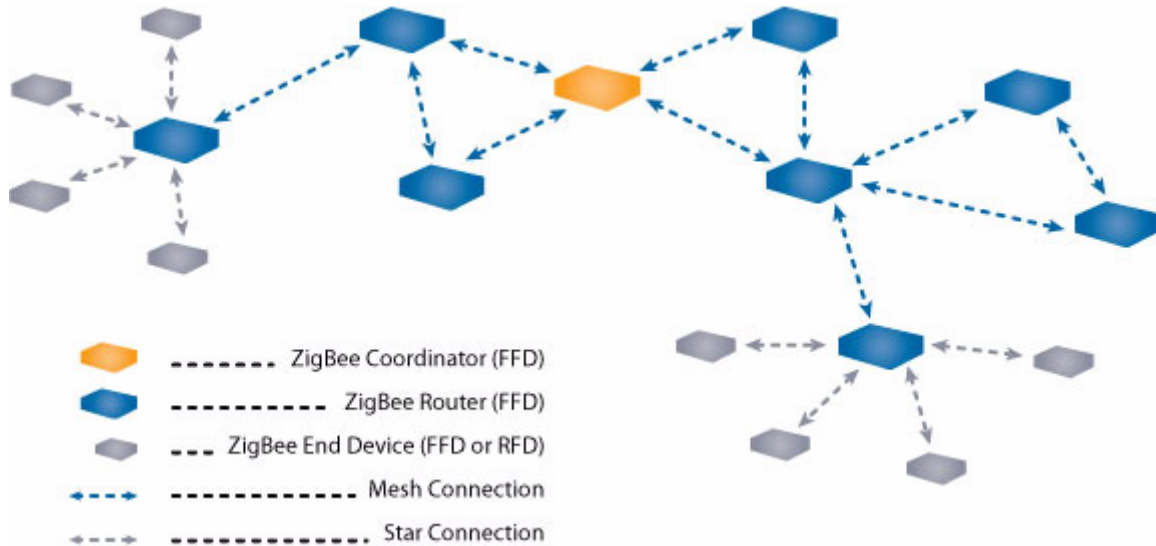 ZigBee Coordinator (FFD)
ZigBee Router (FFD)
ZigBee End Device (FFD or RFD)
Mesh Connection
Star Connection